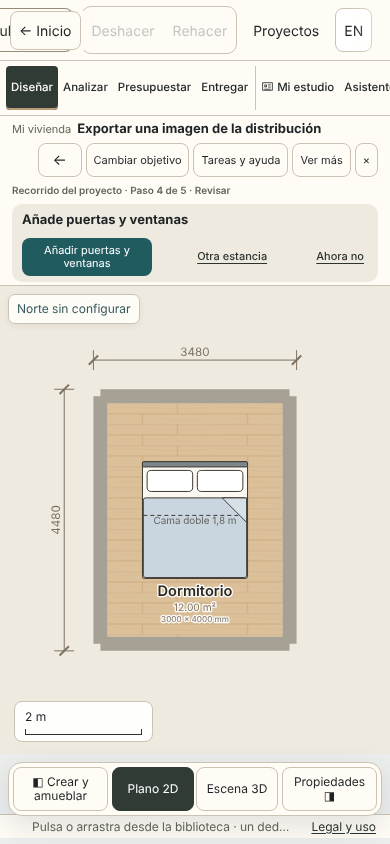 ← Inicio
Deshacer
Rehacer
Proyectos
EN
Diseñar
Analizar
Presupuestar
Entregar
Mi estudio
Asistent
Mi vivienda Exportar una imagen de la distribución
←
Cambiar objetivo
Tareas y ayuda
Ver más
×
Recorrido del proyecto · Paso 4 de 5 · Revisar
Añade puertas y ventanas
Añadir puertas y
ventanas
Otra estancia
Ahora no
Norte sin configurar
3480
4480
Cama doble 1,8 m
Dormitorio
12.00 m²
3000 × 4000 mm
2 m
◧ Crear y
amueblar
Plano 2D
Escena 3D
Propiedades
◨
Pulsa o arrastra desde la biblioteca · un ded...
Legal y uso